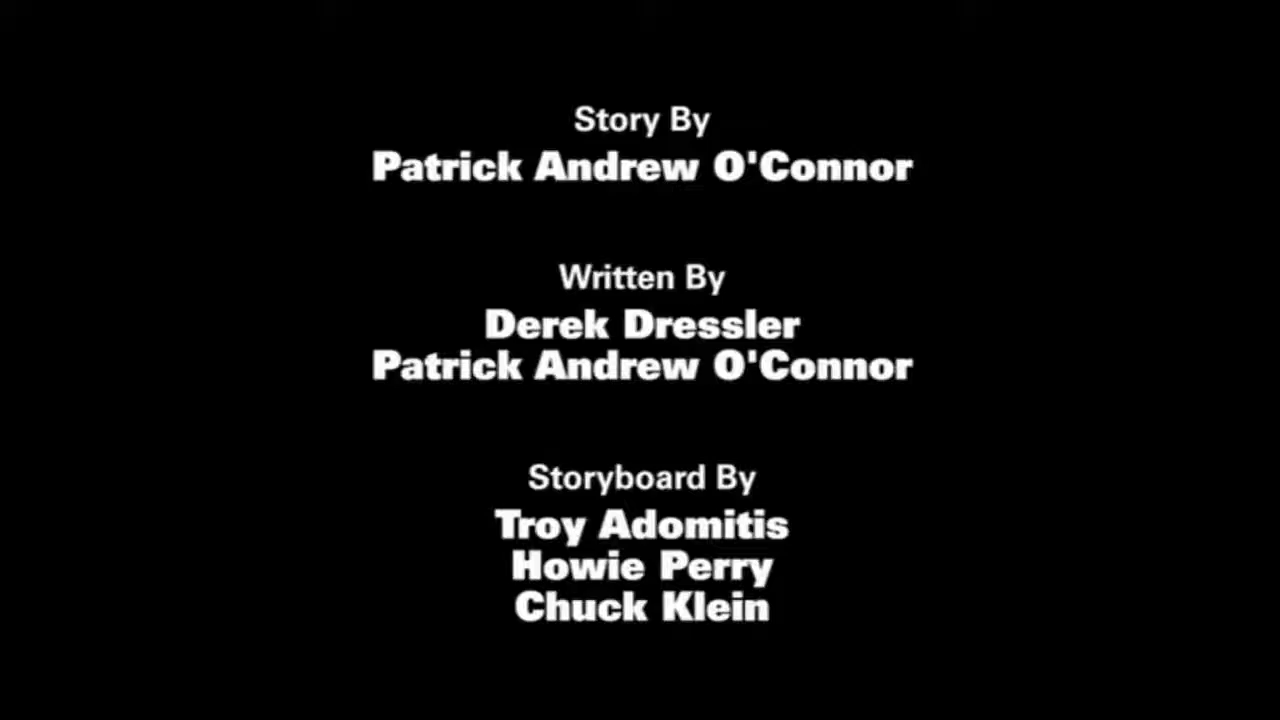 Story By
Patrick Andrew O'Connor
Written By
Derek Dressler
Patrick Andrew O'Connor
Storyboard By
Troy Adomitis
Howie Perry
Chuck Klein